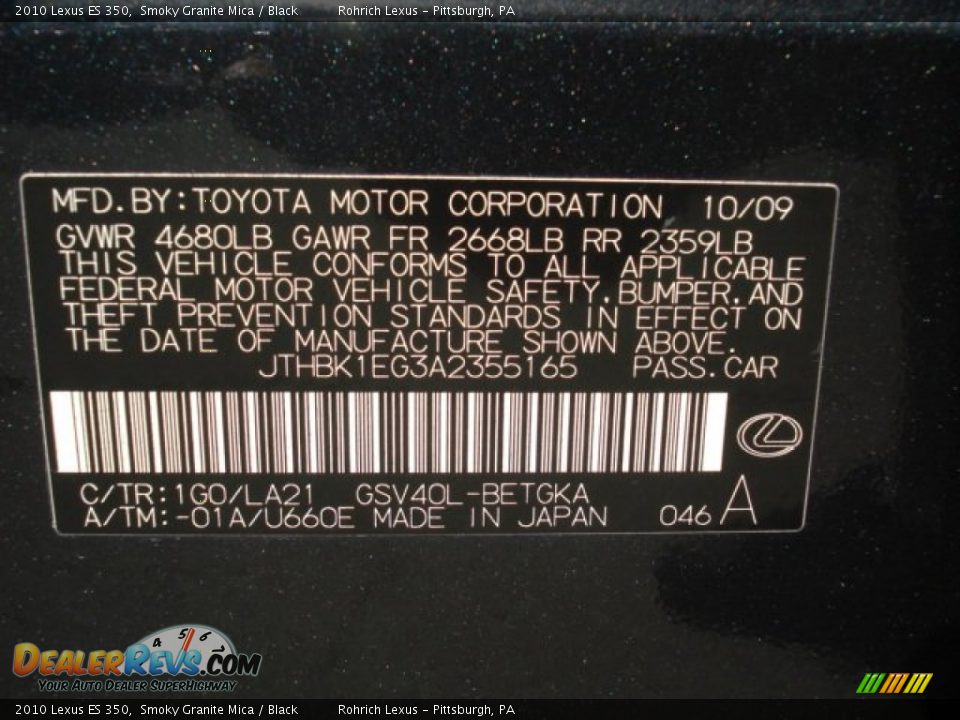 2010 Lexus ES 350, Smoky Granite Mica / Black Rohrich Lexus - Pittsburgh, PA
MFD.BY:TOYOTA MOTOR CORPORATION 10/09
GVWR 4680LB GAWR FR 2668LB RR 2359LB
THIS VEHICLE CONFORMS TO ALL APPLICABLE
FEDERAL MOTOR VEHICLE SAFETY.BUMPER.AND
THEFT PREVENTION STANDARDS IN EFFECT ON
THE DATE OF MANUFACTURE SHOWN ABOVE.
JTHBK1EG3A2355165 PASS.CAR
C/TR:1G0/LA21 GSV40L-BETGKA
A/TM:-01A/U660E MADE IN JAPAN 046 A
4 5 6
DEALERREVS.COM
YOUR AUTO DEALER SUPERHIGHWAY
2010 Lexus ES 350, Smoky Granite Mica / Black Rohrich Lexus - Pittsburgh, PA